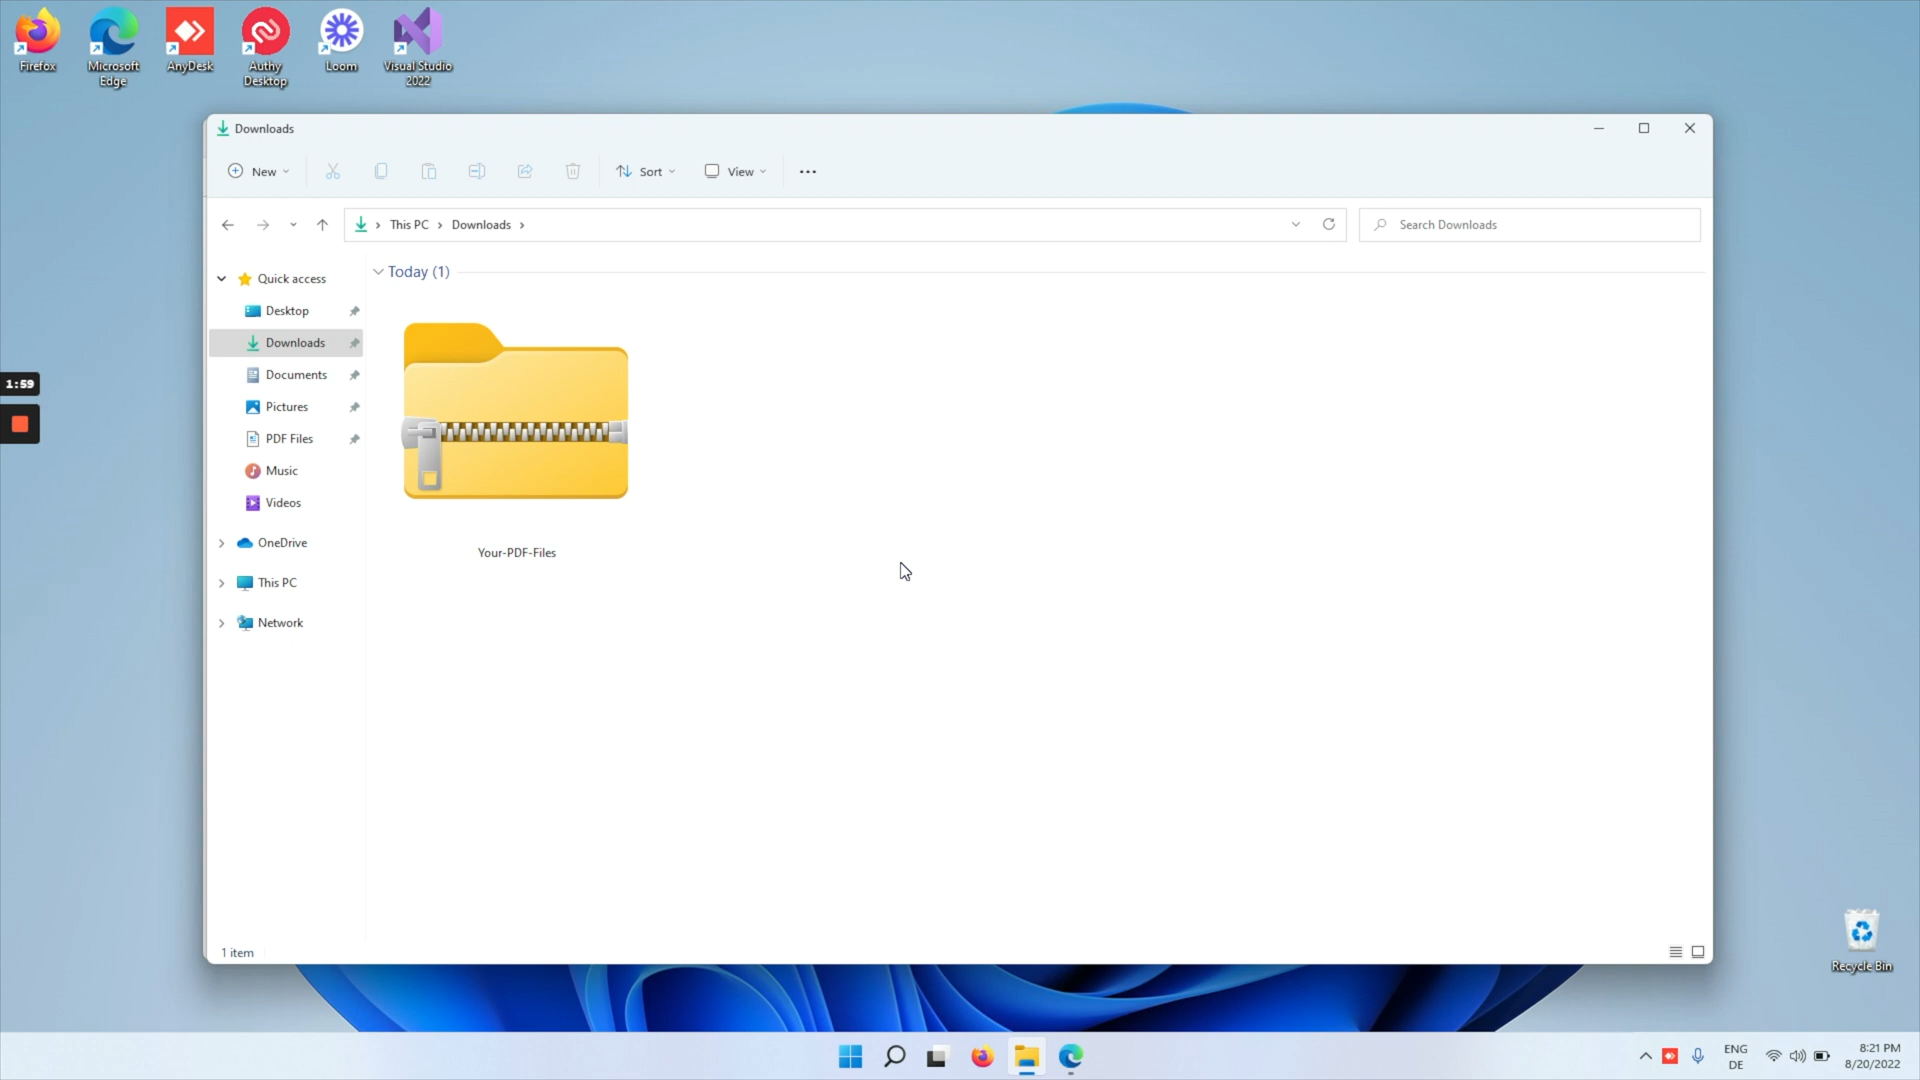 Firefox
Microsoft
Edge
AnyDesk
Authy
Desktop
Loom
Visual Studio
2022
Downloads
New
Sort
View
This PC
Downloads
Search Downloads
Quick access
Desktop
Downloads
Documents
Pictures
PDF Files
Music
Videos
OneDrive
This PC
Network
Today (1)
Your-PDF-Files
1:59
1 item
Recycle Bin
ENG
DE
8:21 PM
8/20/2022